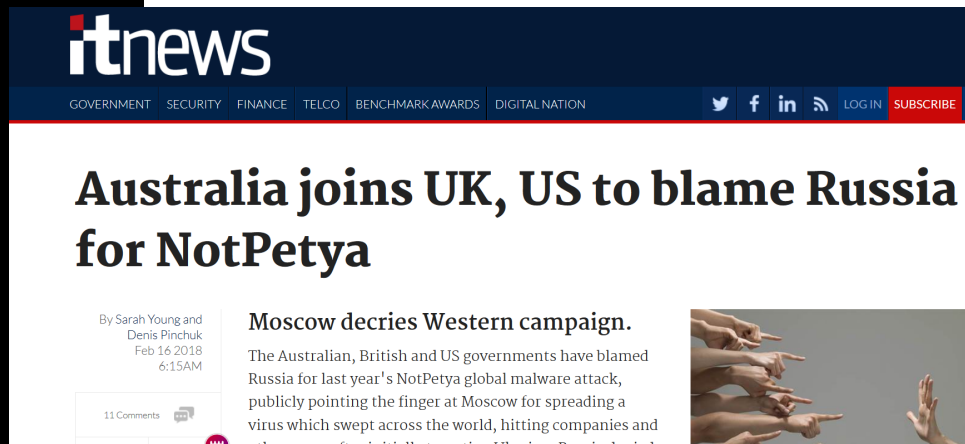 itnews
GOVERNMENT SECURITY FINANCE TELCO BENCHMARK AWARDS DIGITAL NATION LOG IN SUBSCRIBE
Australia joins UK, US to blame Russia
for NotPetya
By Sarah Young and
Denis Pinchuk
Feb 16 2018
6:15AM
11 Comments
Moscow decries Western campaign.
The Australian, British and US governments have blamed
Russia for last year's NotPetya global malware attack,
publicly pointing the finger at Moscow for spreading a
virus which swept across the world, hitting companies and